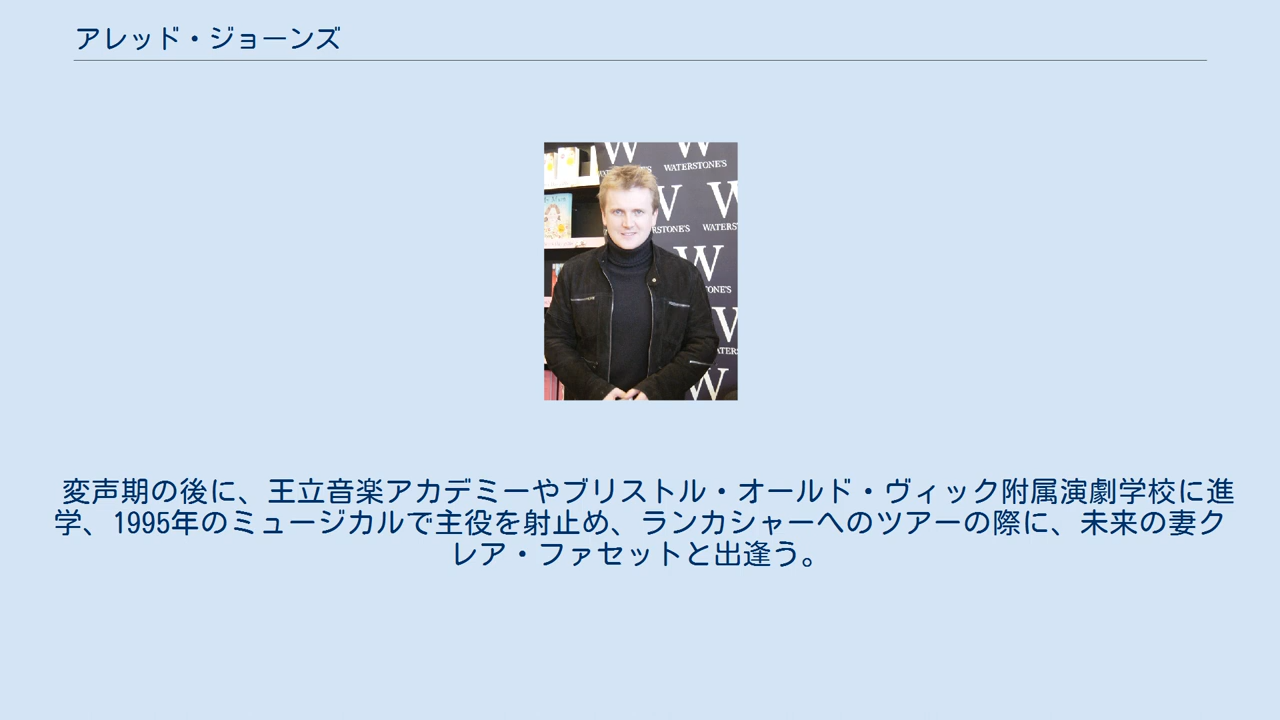 アレッド・ジョーンズ
W W
WATERSTONE'S
W W
RSTONE'S WATERS
W
ONE'S
W
ATERS
W
変声期の後に、王立音楽アカデミーやブリストル・オールド・ヴィック附属演劇学校に進
学、1995年のミュージカルで主役を射止め、ランカシャーへのツアーの際に、未来の妻ク
レア・ファセットと出逢う。